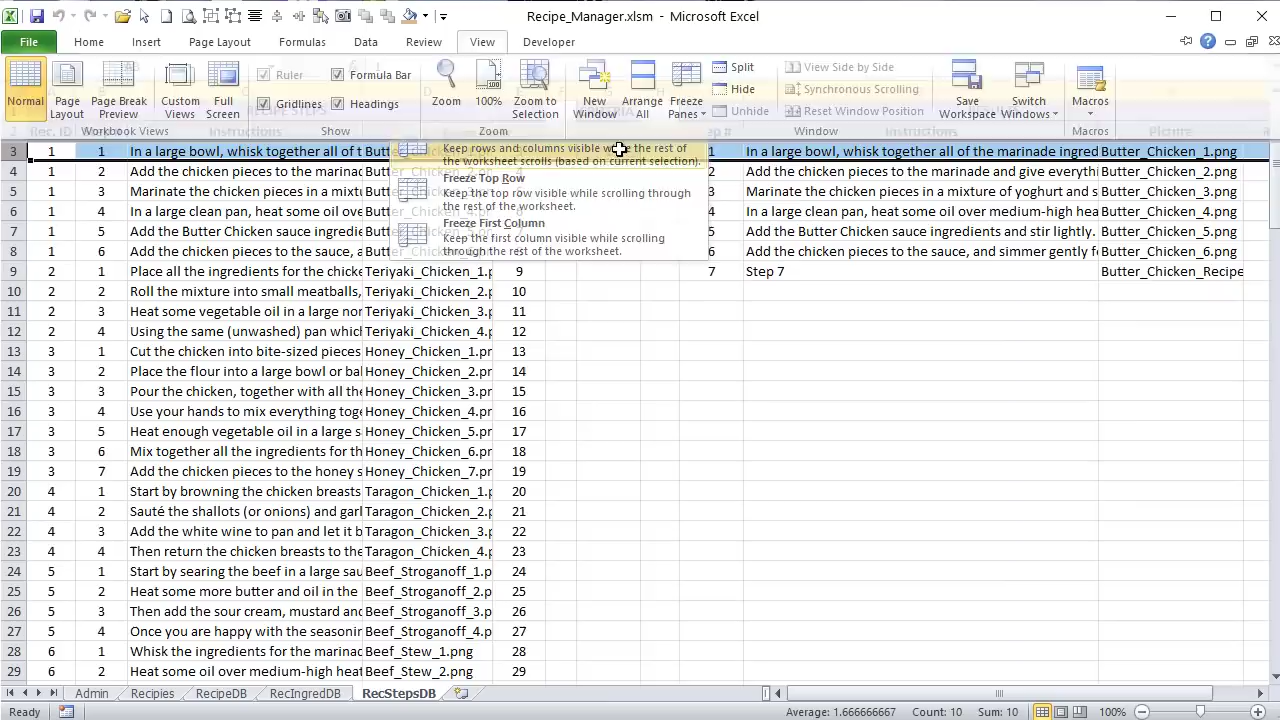 Recipe_Manager.xlsm - Microsoft Excel
File Home Insert Page Layout Formulas Data Review View Developer
Normal Page Layout Page Break Preview Custom Views Full Screen
Ruler Formula Bar
Gridlines Headings
Zoom 100% Zoom to Selection
New Window Arrange All Freeze Panes
Split
Hide
Unhide
View Side by Side
Synchronous Scrolling
Reset Window Position
Save Workspace Switch Windows Macros
Workbook Views Show Zoom Window Macros
Rec. ID Instructions
Keep rows and columns visible the rest of
the worksheet scrolls (based on current selection).
Freeze Top Row
Keep the top row visible while scrolling through
the rest of the worksheet.
Freeze First Column
Keep the first column visible while scrolling
through the rest of the worksheet.
3 1 1 In a large bowl, whisk together all of t Butt 1 In a large bowl, whisk together all of the marinade ingred Butter_Chicken_1.png
4 1 2 Add the chicken pieces to the marinad 2 Add the chicken pieces to the marinade and give everyth Butter_Chicken_2.png
5 1 3 Marinate the chicken pieces in a mixtu 3 Marinate the chicken pieces in a mixture of yoghurt and s Butter_Chicken_3.png
6 1 4 In a large clean pan, heat some oil ove 4 In a large clean pan, heatzsome oil over medium-high hea Butter_Chicken_4.png
7 1 5 Add the Butter Chicken sauce ingredien 5 Add the Butter Chicken sauce ingredients and stir lightly. Butter_Chicken_5.png
8 1 6 Add the chicken pieces to the sauce, a 6 Add the chicken pieces to the sauce, and simmer gently f Butter_Chicken_6.png
9 2 1 Place all the ingredients for the chicke Teriyaki_Chicken_1.p 9 7 Step 7 Butter_Chicken_Recipe
10 2 2 Roll the mixture into small meatballs, Teriyaki_Chicken_2.p 10
11 2 3 Heat some vegetable oil in a large non Teriyaki_Chicken_3.p 11
12 2 4 Using the same (unwashed) pan which Teriyaki_Chicken_4.p 12
13 3 1 Cut the chicken into bite-sized pieces Honey_Chicken_1.pr 13
14 3 2 Place the flour into a large bowl or bak Honey_Chicken_2.pr 14
15 3 3 Pour the chicken, together with all the Honey_Chicken_3.pr 15
16 3 4 Use your hands to mix everything toge Honey_Chicken_4.pr 16
17 3 5 Heat enough vegetable oil in a large s Honey_Chicken_5.pr 17
18 3 6 Mix together all the ingredients for th Honey_Chicken_6.pr 18
19 3 7 Add the chicken pieces to the honey s Honey_Chicken_7.pr 19
20 4 1 Start by browning the chicken breasts Taragon_Chicken_1.p 20
21 4 2 Sauté the shallots (or onions) and garl Taragon_Chicken_2.p 21
22 4 3 Add the white wine to pan and let it b Taragon_Chicken_3.p 22
23 4 4 Then return the chicken breasts to the Taragon_Chicken_4.p 23
24 5 1 Start by searing the beef in a large sau Beef_Stroganoff_1.p 24
25 5 2 Heat some more butter and oil in the Beef_Stroganoff_2.p 25
26 5 3 Then add the sour cream, mustard and Beef_Stroganoff_3.p 26
27 5 4 Once you are happy with the seasonin Beef_Stroganoff_4.p 27
28 6 1 Whisk the ingredients for the marinad Beef_Stew_1.png 28
29 6 2 Heat some oil over medium-high heat Beef_Stew_2.png 29
Admin Recipies RecipeDB RecIngredDB RecStepsDB
Ready Average: 1.666666667 Count: 10 Sum: 10 100%